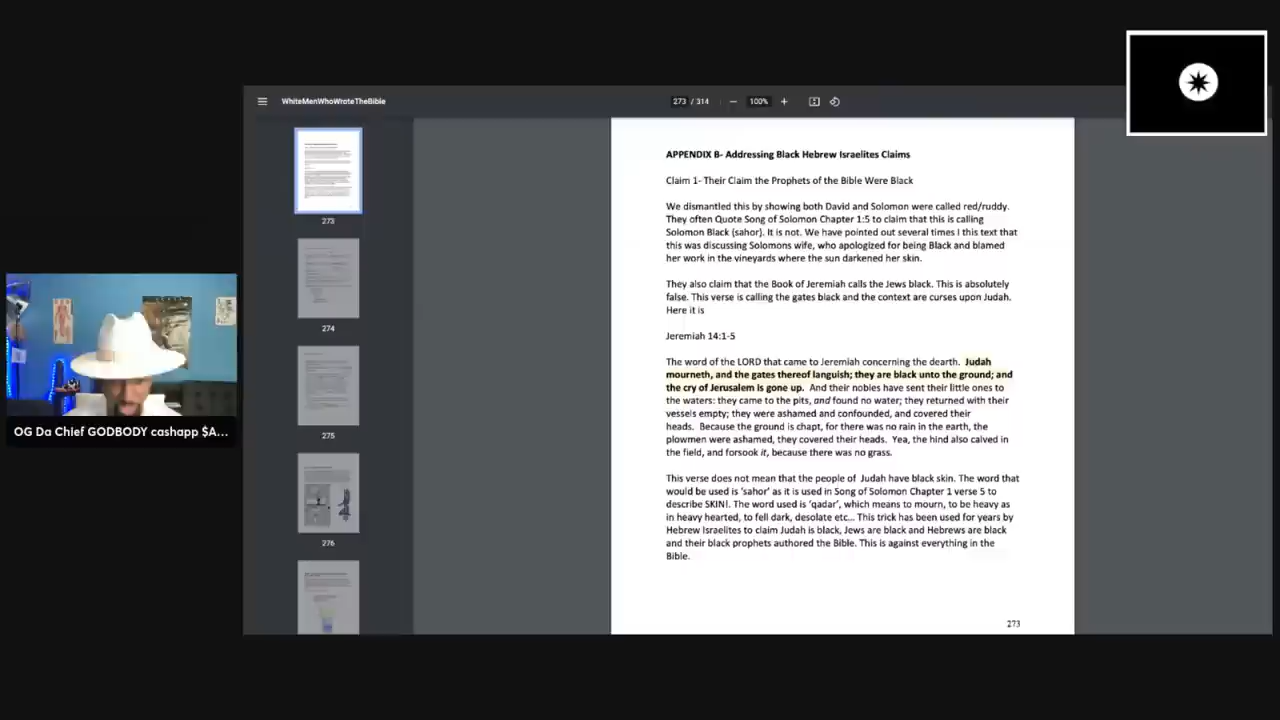 WhiteMenWhoWroteTheBible
273 / 314
100%
273
274
275
276
APPENDIX B- Addressing Black Hebrew Israelites Claims
Claim 1- Their Claim the Prophets of the Bible Were Black
We dismantled this by showing both David and Solomon were called red/ruddy.
They often Quote Song of Solomon Chapter 1:5 to claim that this is calling
Solomon Black (sahor). It is not. We have pointed out several times I this text that
this was discussing Solomons wife, who apologized for being Black and blamed
her work in the vineyards where the sun darkened her skin.
They also claim that the Book of Jeremiah calls the Jews black. This is absolutely
false. This verse is calling the gates black and the context are curses upon Judah.
Here it is
Jeremiah 14:1-5
The word of the LORD that came to Jeremiah concerning the dearth. Judah
mourneth, and the gates thereof languish; they are black unto the ground; and
the cry of Jerusalem is gone up. And their nobles have sent their little ones to
the waters: they came to the pits, and found no water; they returned with their
vessels empty; they were ashamed and confounded, and covered their
heads. Because the ground is chapt, for there was no rain in the earth, the
plowmen were ashamed, they covered their heads. Yea, the hind also calved in
the field, and forsook it, because there was no grass.
This verse does not mean that the people of Judah have black skin. The word that
would be used is 'sahor' as it is used in Song of Solomon Chapter 1 verse 5 to
describe SKIN!. The word used is 'qadar', which means to mourn, to be heavy as
in heavy hearted, to fell dark, desolate etc... This trick has been used for years by
Hebrew Israelites to claim Judah is black, Jews are black and Hebrews are black
and their black prophets authored the Bible. This is against everything in the
Bible.
273
OG Da Chief GODBODY cashapp $A...